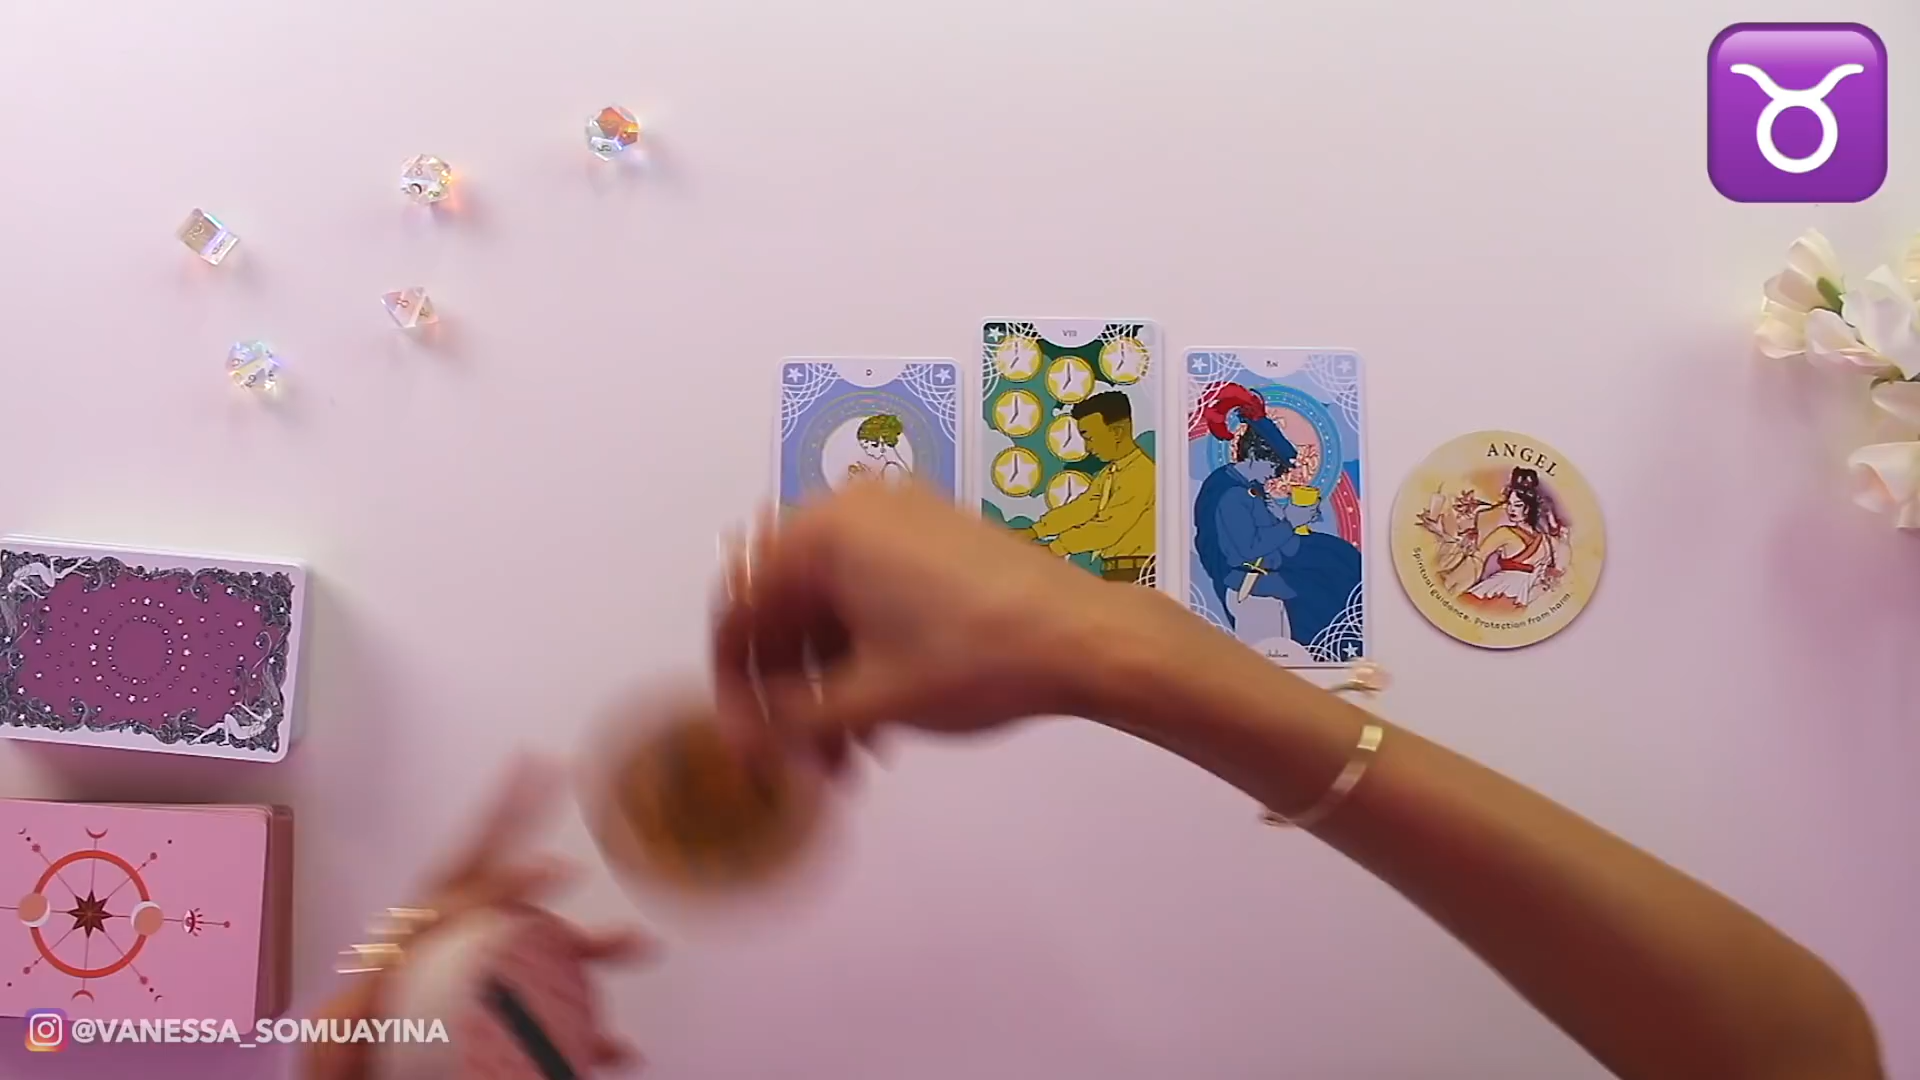 D
VIII
ANGEL
Spiritual guidance. Protection from harm.
@VANESSA_SOMUAYINA